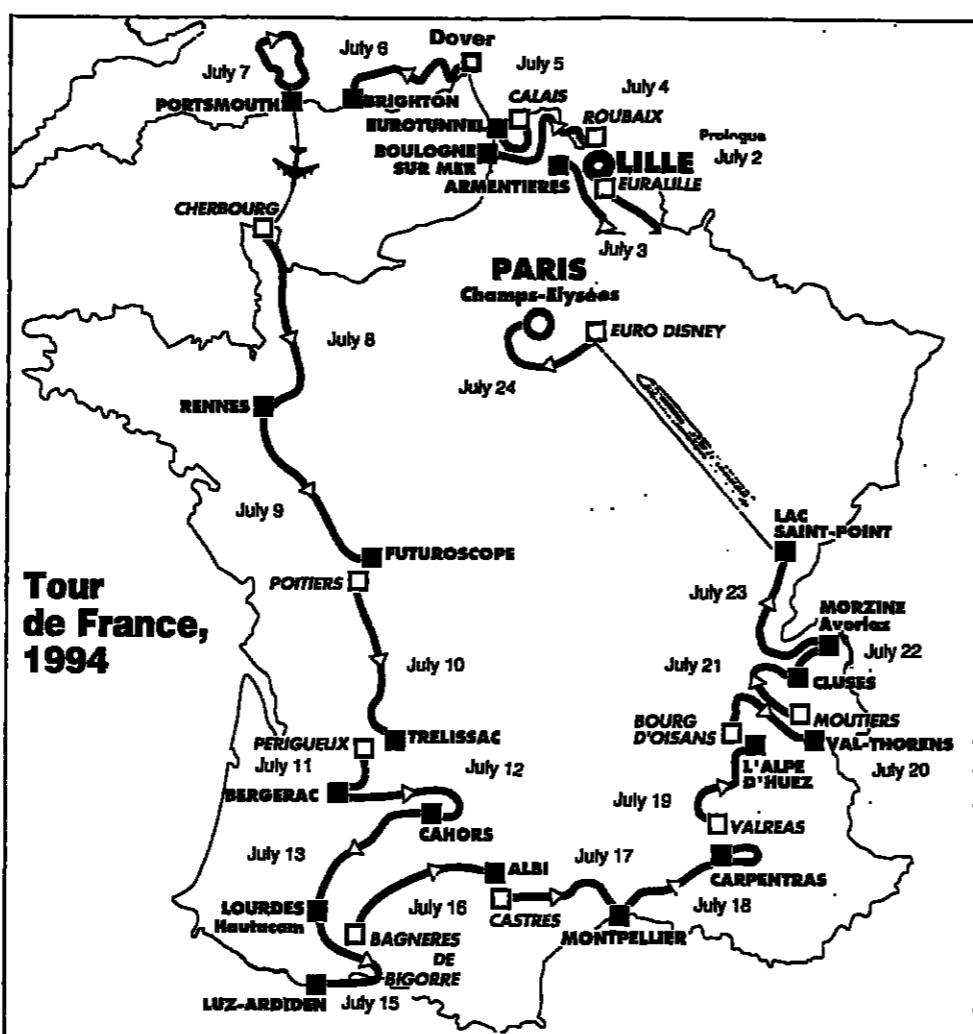 Dover
July 6
July 7
July 5
CALAIS
July 4
PORTSMOUTH
BRIGHTON
EUROTUNNEL
ROUBAIX
Prologue
July 2
BOULOGNE
SUR MER
LILLE
ARMENTIERES
EURALILLE
CHERBOURG
July 3
PARIS
Champs-Elysées
EURO DISNEY
July 8
July 24
RENNES
July 9
LAC
SAINT-POINT
FUTUROSCOPE
POITIERS
Tour
de France,
1994
July 23
MORZINE
Avoriaz
July 22
July 10
July 21
CLUSES
BOURG
D'OISANS
MOUTIERS
TRELISSAC
VAL-THORENS
PERIGUEUX
July 11
July 12
L'ALPE
D'HUEZ
July 20
BERGERAC
July 19
CAHORS
VALREAS
July 13
July 17
ALBI
CARPENTRAS
LOURDES
Hautacam
July 16
CASTRES
July 18
MONTPELLIER
BAGNERES
DE
BIGORRE
LUZ-ARDIDEN
July 15